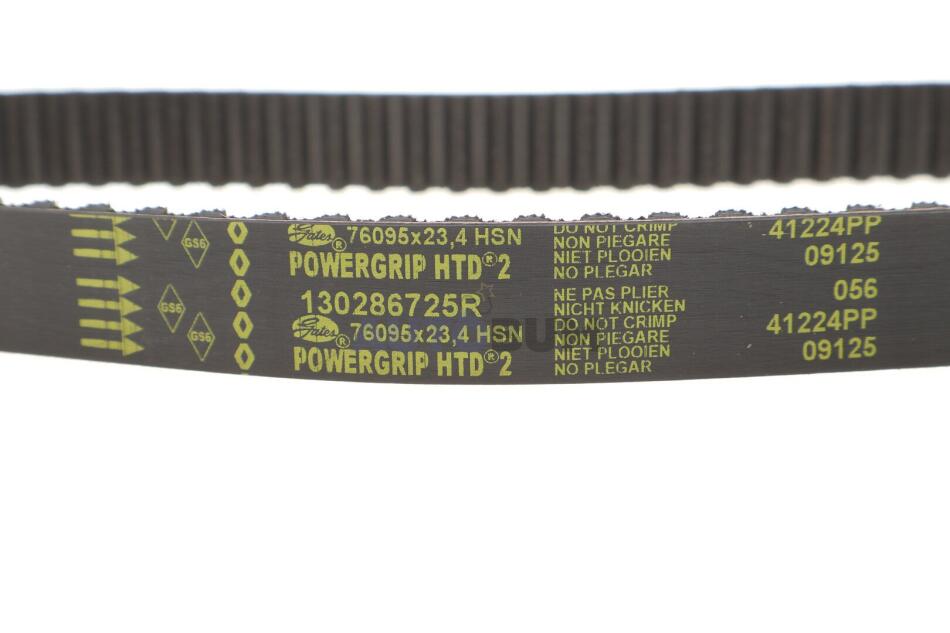 GS6
Gates® 76095x23,4 HSN
POWERGRIP HTD®2
130286725R
GS6
GS6
Gates® 76095x23,4 HSN
POWERGRIP HTD®2
DO NOT CRIMP
NON PIEGARE
NIET PLOOIEN
NO PLEGAR
NE PAS PLIER
NICHT KNICKEN
DO NOT CRIMP
NON PIEGARE
NIET PLOOIEN
NO PLEGAR
41224PP
09125
056
41224PP
09125